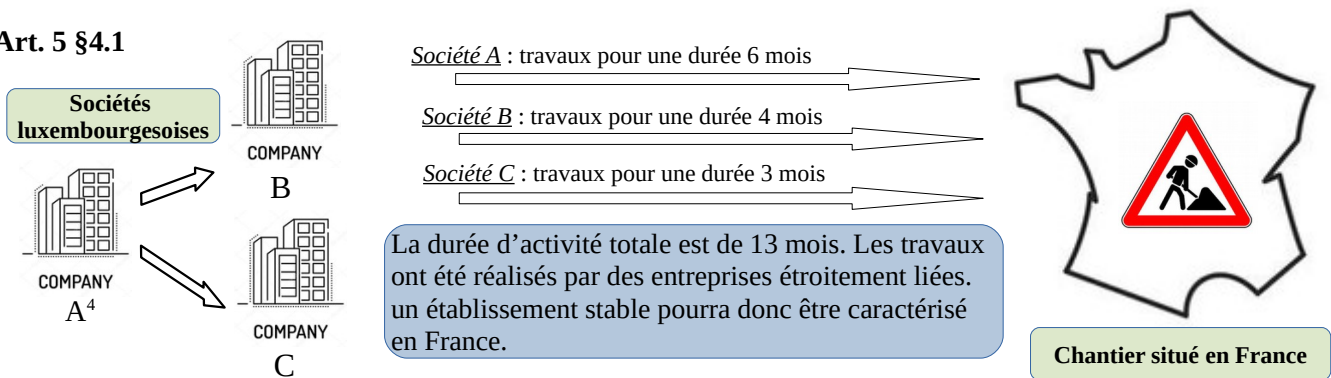 Art. 5 §4.1
Sociétés
luxembourgesoises
COMPANY
B
COMPANY
A4
COMPANY
C
Société A : travaux pour une durée 6 mois
Société B : travaux pour une durée 4 mois
Société C : travaux pour une durée 3 mois
La durée d’activité totale est de 13 mois. Les travaux
ont été réalisés par des entreprises étroitement liées.
un établissement stable pourra donc être caractérisé
en France.
Chantier situé en France